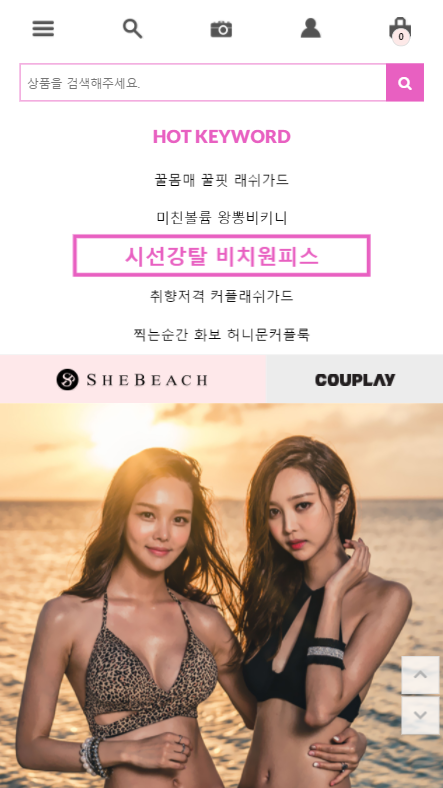 0
상품을 검색해주세요.
HOT KEYWORD
꿀몸매 꿀핏 래쉬가드
미친볼륨 왕뽕비키니
시선강탈 비치원피스
취향저격 커플래쉬가드
찍는순간 화보 허니문커플룩
SHEBEACH
COUPLAY